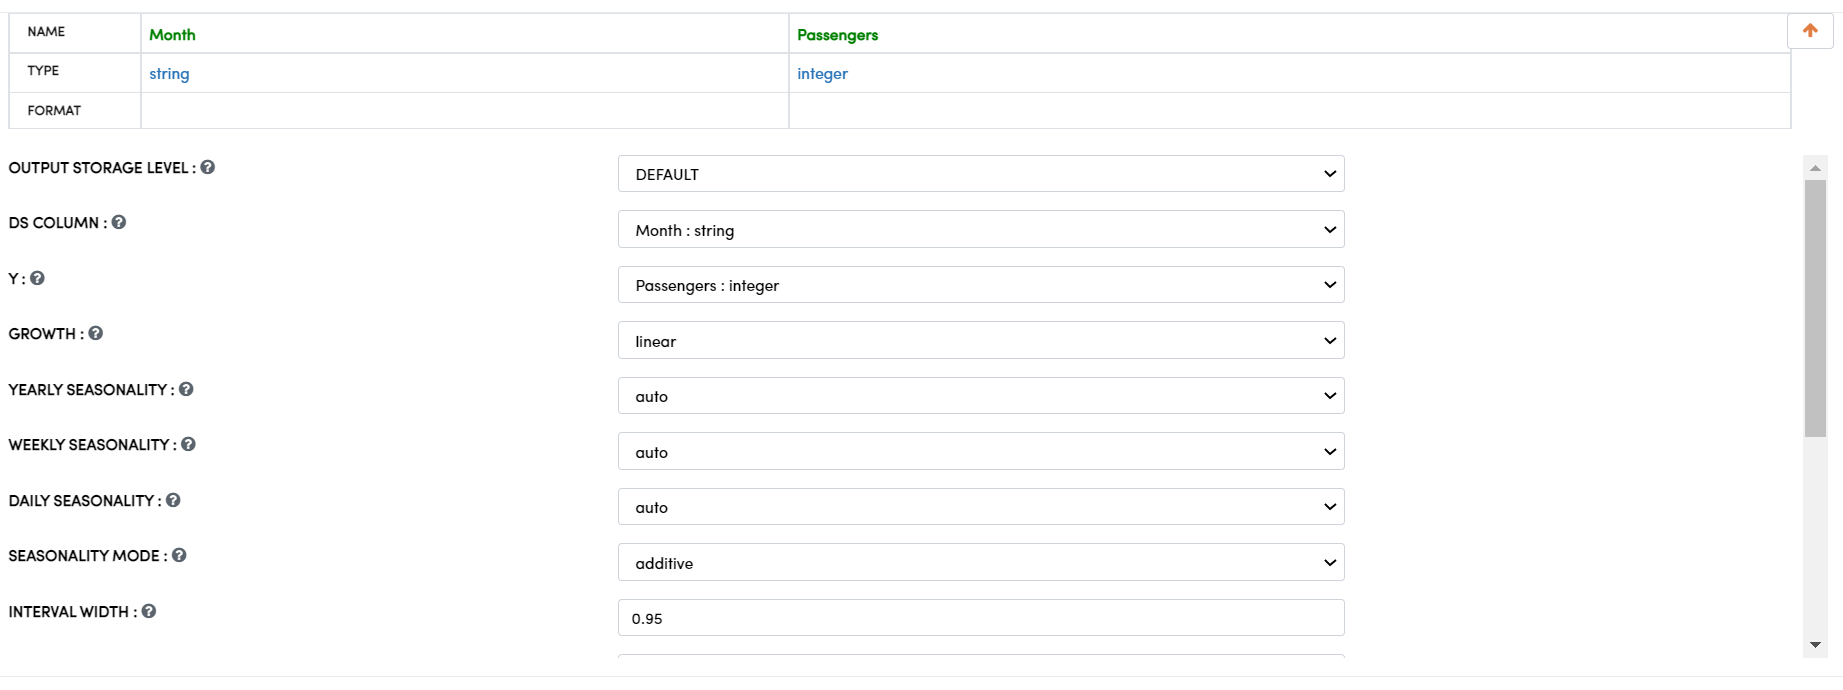 NAME Month Passengers
TYPE string integer
FORMAT
OUTPUT STORAGE LEVEL : DEFAULT
DS COLUMN : Month : string
Y : Passengers : integer
GROWTH : linear
YEARLY SEASONALITY : auto
WEEKLY SEASONALITY : auto
DAILY SEASONALITY : auto
SEASONALITY MODE : additive
INTERVAL WIDTH : 0.95